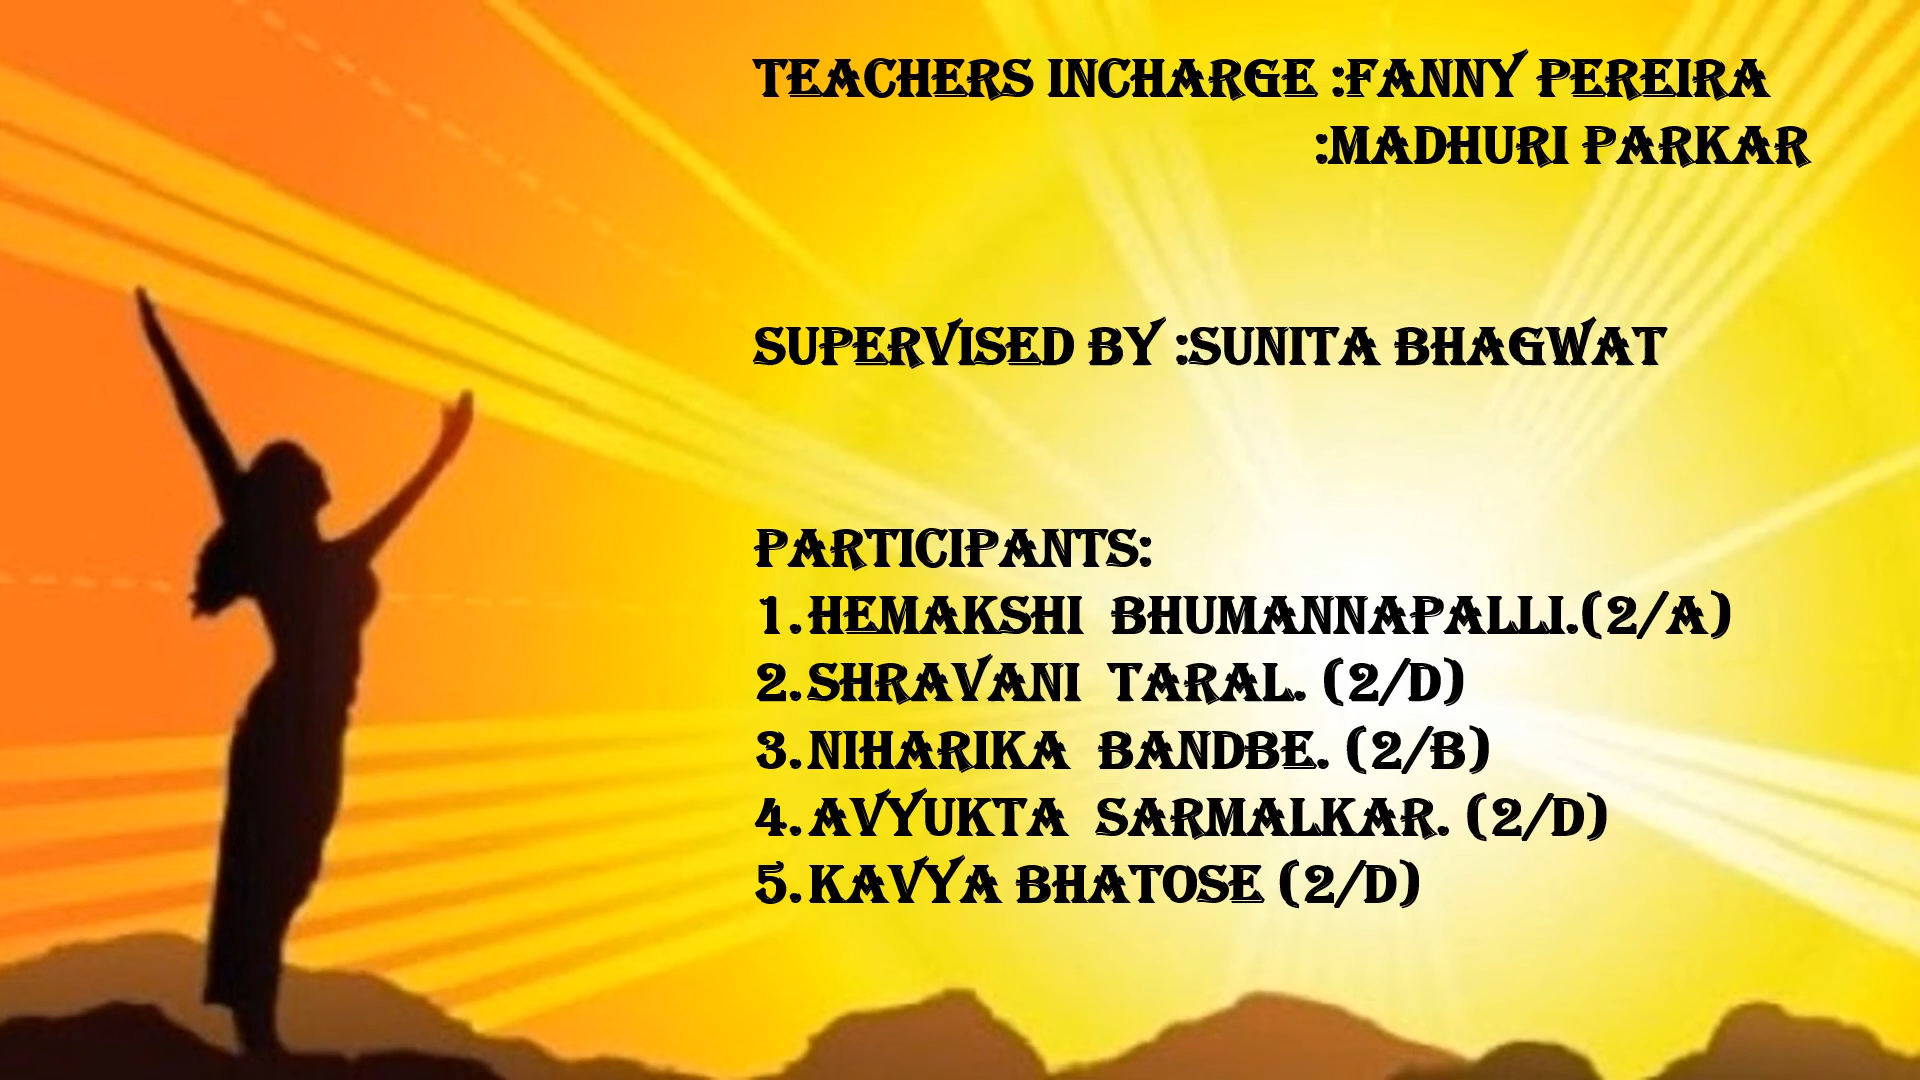 TEACHERS INCHARGE :FANNY PEREIRA
:MADHURI PARKAR
SUPERVISED BY :SUNITA BHAGWAT
PARTICIPANTS:
1.HEMAKSHI BHUMANNAPALLI.(2/A)
2.SHRAVANI TARAL. (2/D)
3.NIHARIKA BANDBE. (2/B)
4.AVYUKTA SARMALKAR. (2/D)
5.KAVYA BHATOSE (2/D)